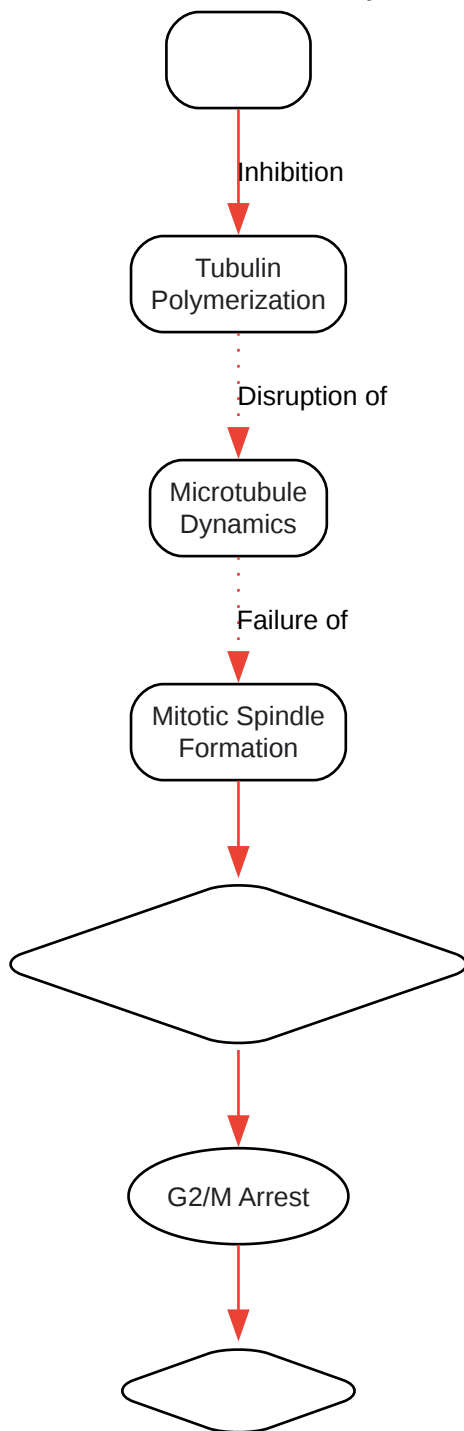 Inhibition
Tubulin
Polymerization
Disruption of
Microtubule
Dynamics
Failure of
Mitotic Spindle
Formation
G2/M Arrest